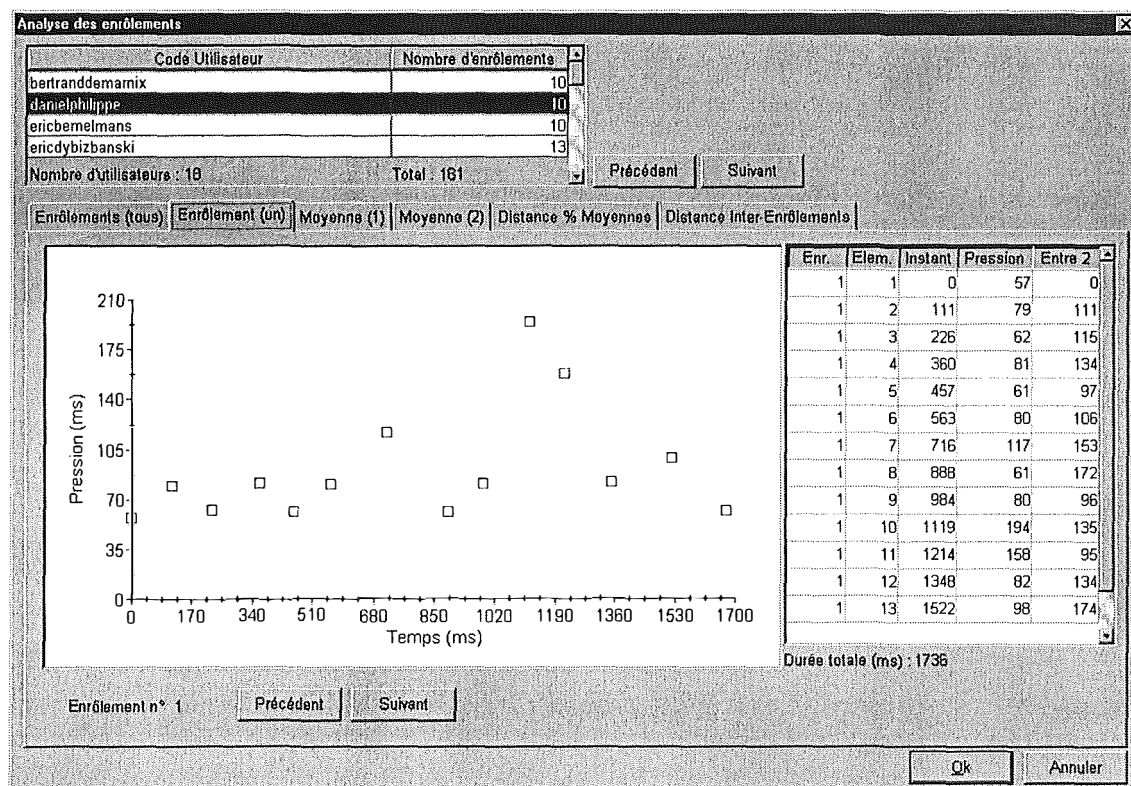 Analyse des enrôlements
Code Utilisateur Nombre d'enrôlements
bertranddemarnix 10
danielphilippe 10
ericbemelmans 10
ericdybizbanski 13
Nombre d'utilisateurs : 18 Total : 181
Précédent Suivant
Enrôlements (tous) Enrôlement (un) Moyenne (1) Moyenne (2) Distance % Moyennes Distance Inter-Enrôlements
Pression (ms)
210
175
140
105
70
35
0
0 170 340 510 680 850 1020 1190 1360 1530 1700
Temps (ms)
Enr. Elem. Instant Pression Entre 2
1 1 0 57 0
1 2 111 79 111
1 3 226 62 115
1 4 360 81 134
1 5 457 61 97
1 6 563 80 106
1 7 716 117 153
1 8 888 61 172
1 9 984 80 96
1 10 1119 194 135
1 11 1214 158 95
1 12 1348 82 134
1 13 1522 98 174
Durée totale (ms) : 1736
Enrôlement n° 1 Précédent Suivant
Ok Annuler